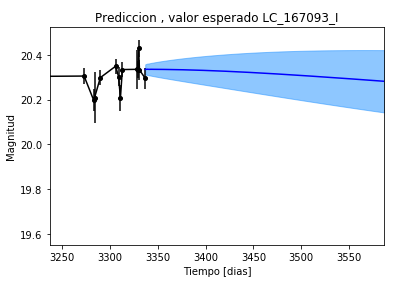 Prediccion , valor esperado LC_167093_I
20.4
20.2
20.0
19.8
19.6
Magnitud
3250 3300 3350 3400 3450 3500 3550
Tiempo [dias]